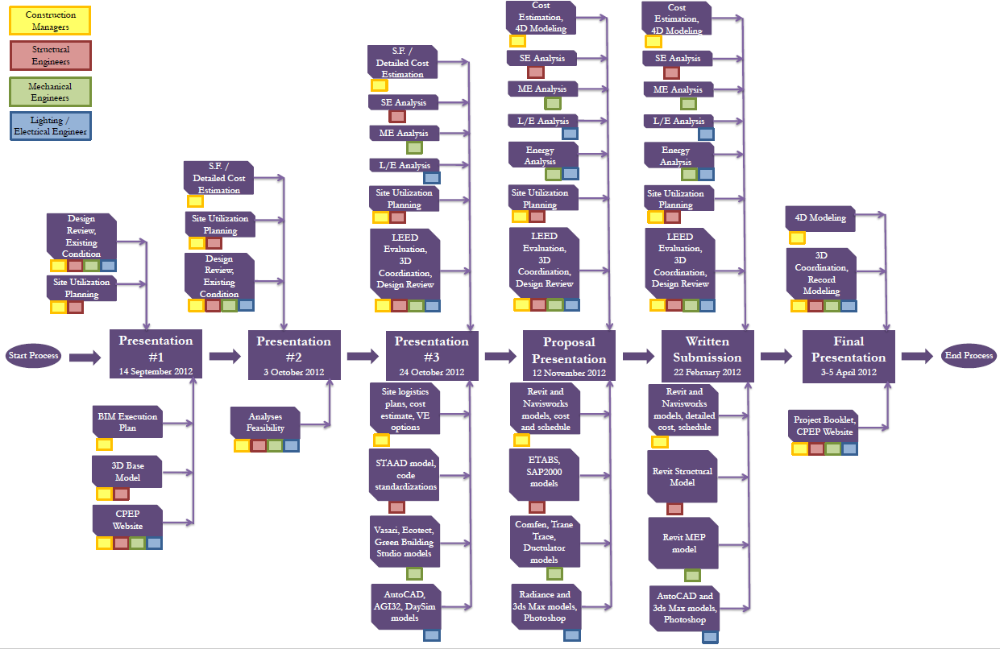 Construction
Managers
Structural
Engineers
Mechanical
Engineers
Lighting /
Electrical Engineer
Start Process
Design
Review,
Existing
Condition
Site Utilization
Planning
Presentation
#1
14 September 2012
BIM Execution
Plan
3D Base
Model
CPEP
Website
S.F. /
Detailed Cost
Estimation
Site Utilization
Planning
Design
Review,
Existing
Condition
Presentation
#2
3 October 2012
Analyses
Feasibility
S.F. /
Detailed Cost
Estimation
SE Analysis
ME Analysis
L/E Analysis
Site Utilization
Planning
LEED
Evaluation,
3D
Coordination,
Design Review
Presentation
#3
24 October 2012
Site logistics
plans, cost
estimate, VE
options
STAAD model,
code
standardizations
Vasari, Ecotect,
Green Building
Studio models
AutoCAD,
AGI32, DaySim
models
Cost
Estimation,
4D Modeling
SE Analysis
ME Analysis
L/E Analysis
Energy
Analysis
Site Utilization
Planning
LEED
Evaluation,
3D
Coordination,
Design Review
Proposal
Presentation
12 November 2012
Revit and
Navisworks
models, cost
and schedule
ETABS,
SAP2000
models
Comfen, Trane
Trace,
Ductulator
models
Radiance and
3ds Max models,
Photoshop
Cost
Estimation,
4D Modeling
SE Analysis
ME Analysis
L/E Analysis
Energy
Analysis
Site Utilization
Planning
LEED
Evaluation,
3D
Coordination,
Design Review
Written
Submission
22 February 2012
Revit and
Navisworks
models, detailed
cost, schedule
Revit Structural
Model
Revit MEP
model
AutoCAD and
3ds Max models,
Photoshop
4D Modeling
3D
Coordination,
Record
Modeling
Final
Presentation
3-5 April 2012
Project Booklet,
CPEP Website
End Process